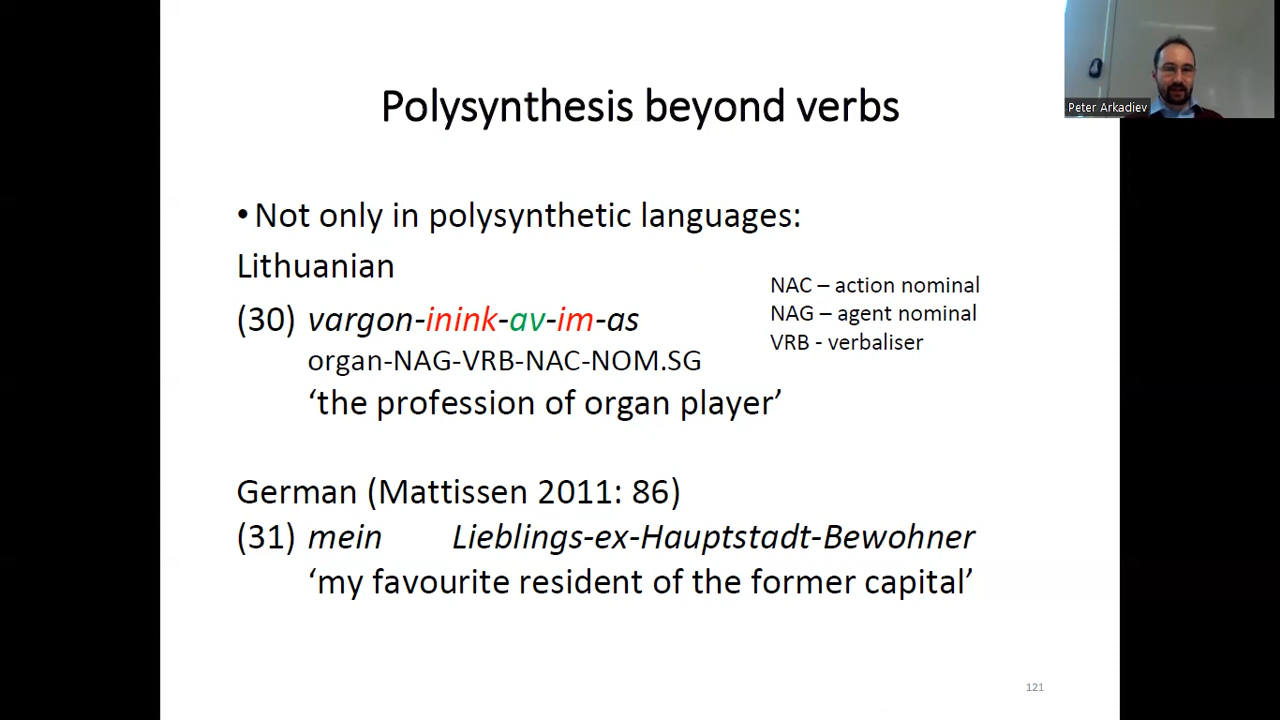 Polysynthesis beyond verbs
Peter Arkadiev
• Not only in polysynthetic languages:
Lithuanian
(30) vargon-inink-av-im-as
organ-NAG-VRB-NAC-NOM.SG
‘the profession of organ player’
NAC – action nominal
NAG – agent nominal
VRB - verbaliser
German (Mattissen 2011: 86)
(31) mein Lieblings-ex-Hauptstadt-Bewohner
‘my favourite resident of the former capital’
121